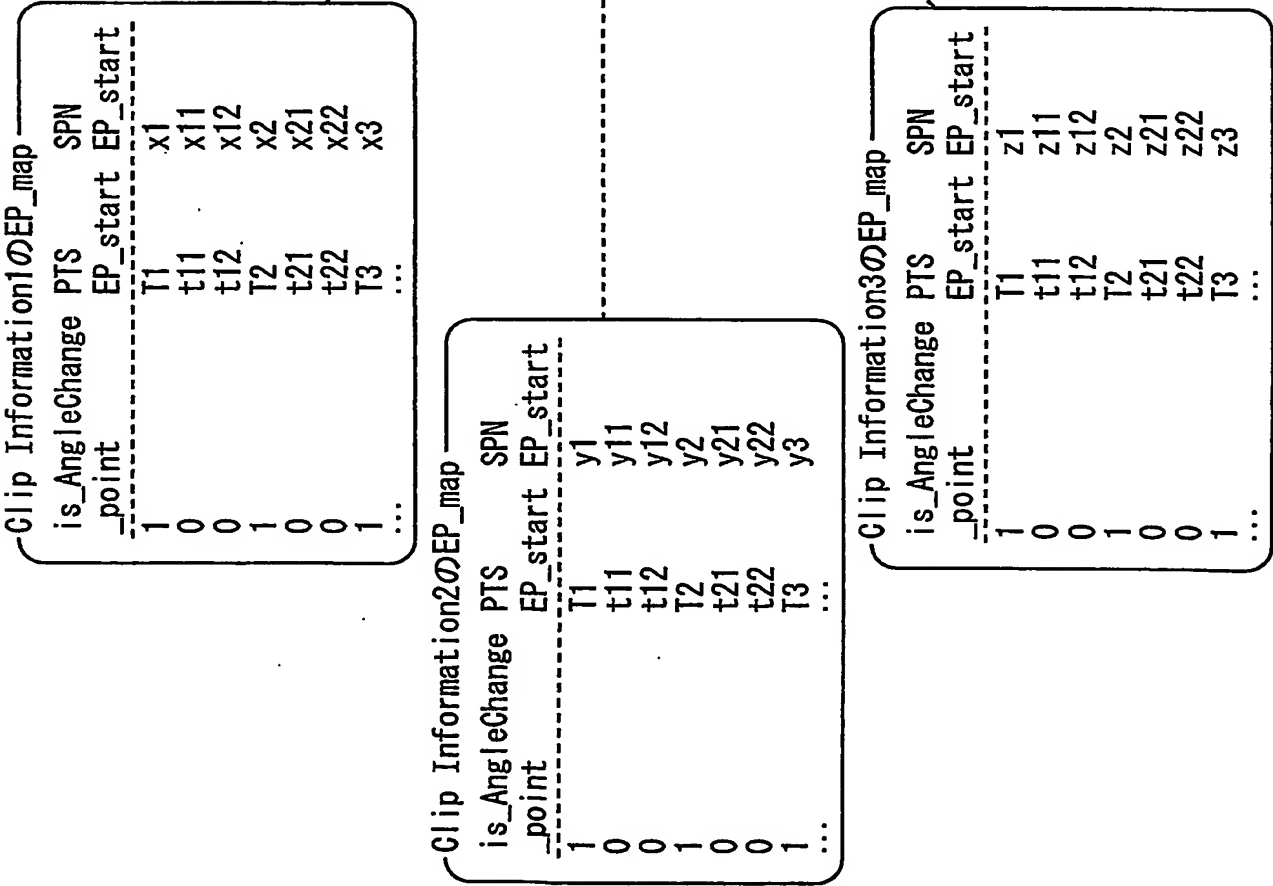 Clip Information1のEP_map
is_AngleChange PTS SPN
_point EP_start EP_start
1 T1 x1
0 t11 x11
0 t12 x12
1 T2 x2
0 t21 x21
0 t22 x22
1 T3 x3
... ...
Clip Information2のEP_map
is_AngleChange PTS SPN
_point EP_start EP_start
1 T1 y1
0 t11 y11
0 t12 y12
1 T2 y2
0 t21 y21
0 t22 y22
1 T3 y3
... ...
Clip Information3のEP_map
is_AngleChange PTS SPN
_point EP_start EP_start
1 T1 z1
0 t11 z11
0 t12 z12
1 T2 z2
0 t21 z21
0 t22 z22
1 T3 z3
... ...